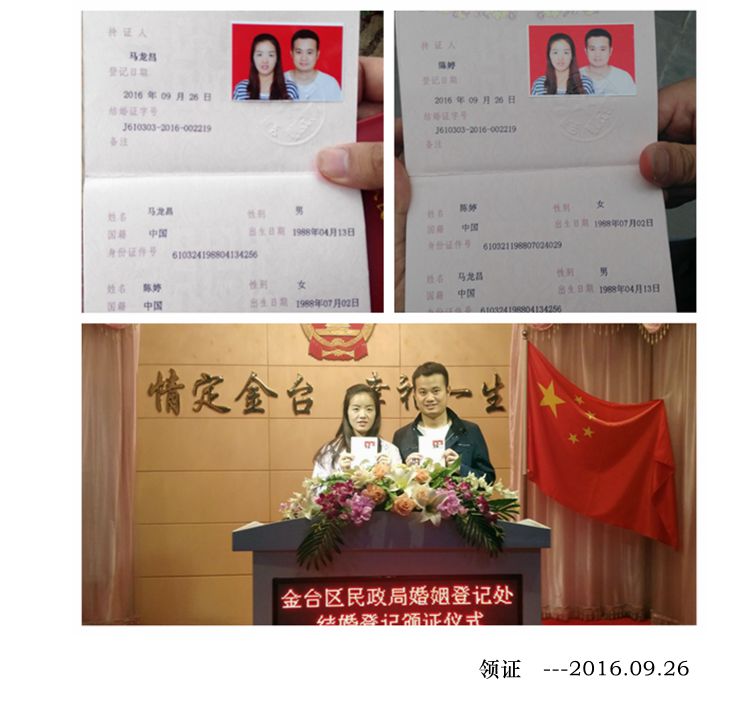 持证人
马龙昌
登记日期
2016 年 09 月 26 日
结婚证字号
J610303-2016-002219
备注
姓名 马龙昌 性别 男
国籍 中国 出生日期 1988年04月13日
身份证件号 610324198804134256
姓名 陈婷 性别 女
国籍 中国 出生日期 1988年07月02日
持证人
陈婷
登记日期
2016 年 09 月 26 日
结婚证字号
J610303-2016-002219
备注
姓名 陈婷 性别 女
国籍 中国 出生日期 1988年07月02日
身份证件号 610321198807024029
姓名 马龙昌 性别 男
国籍 中国 出生日期 1988年04月13日
身份证件号 610324198804134256
情定金台 幸福一生
金台区民政局婚姻登记处
结婚登记颁证仪式
领证 ---2016.09.26